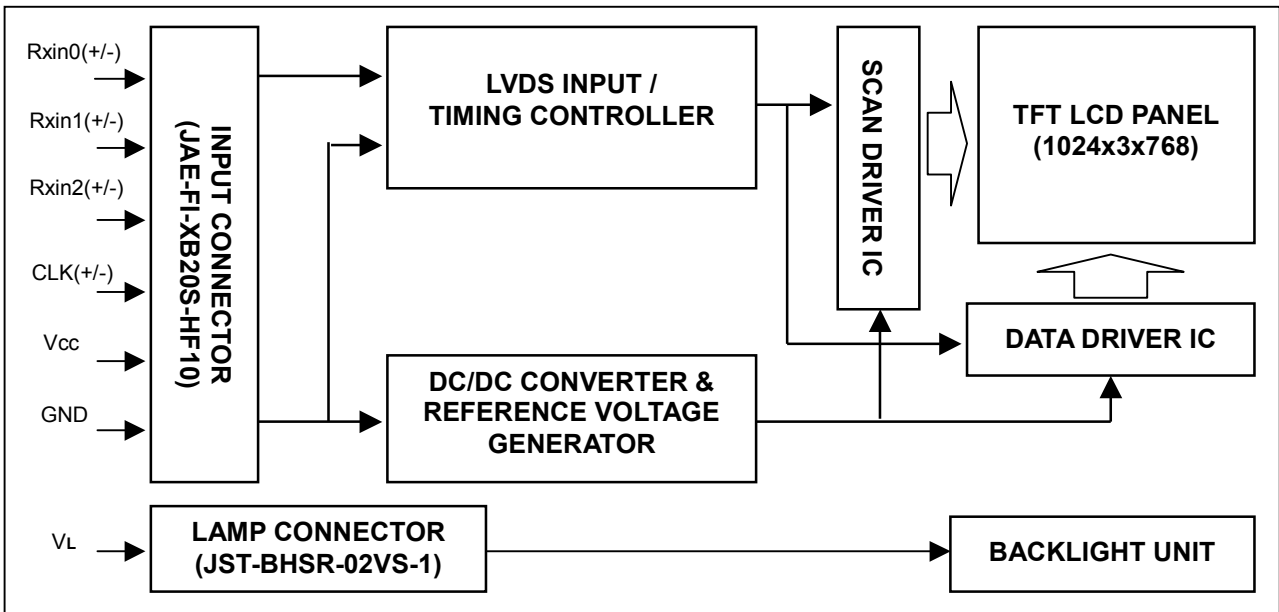 Rxin0(+/-)
Rxin1(+/-)
Rxin2(+/-)
CLK(+/-)
Vcc
GND
VL
INPUT CONNECTOR
(JAE-FI-XB20S-HF10)
LVDS INPUT /
TIMING CONTROLLER
DC/DC CONVERTER &
REFERENCE VOLTAGE
GENERATOR
SCAN DRIVER IC
TFT LCD PANEL
(1024x3x768)
DATA DRIVER IC
LAMP CONNECTOR
(JST-BHSR-02VS-1)
BACKLIGHT UNIT